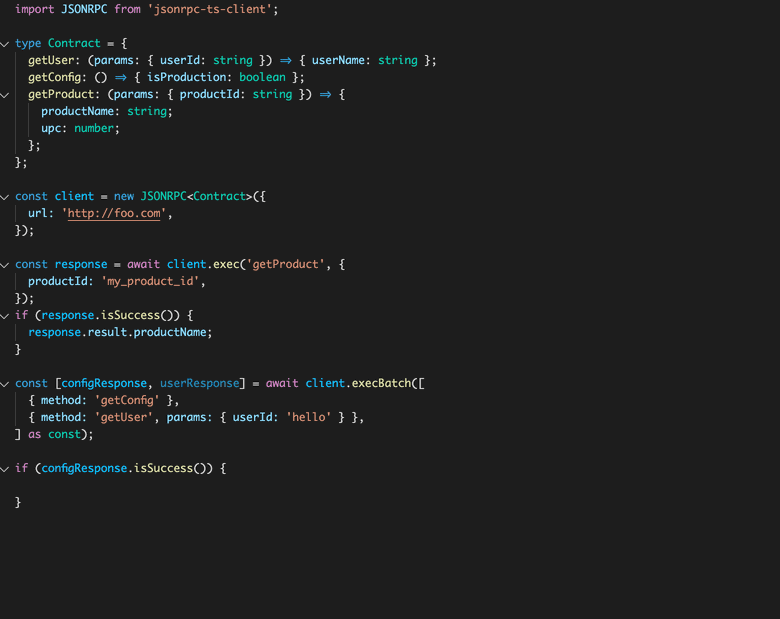 import JSONRPC from 'jsonrpc-ts-client';
type Contract = {
getUser: (params: { userId: string }) => { userName: string };
getConfig: () => { isProduction: boolean };
getProduct: (params: { productId: string }) => {
productName: string;
upc: number;
};
};
const client = new JSONRPC<Contract>({
url: 'http://foo.com',
});
const response = await client.exec('getProduct', {
productId: 'my_product_id',
});
if (response.isSuccess()) {
response.result.productName;
}
const [configResponse, userResponse] = await client.execBatch([
{ method: 'getConfig' },
{ method: 'getUser', params: { userId: 'hello' } },
] as const);
if (configResponse.isSuccess()) {
}